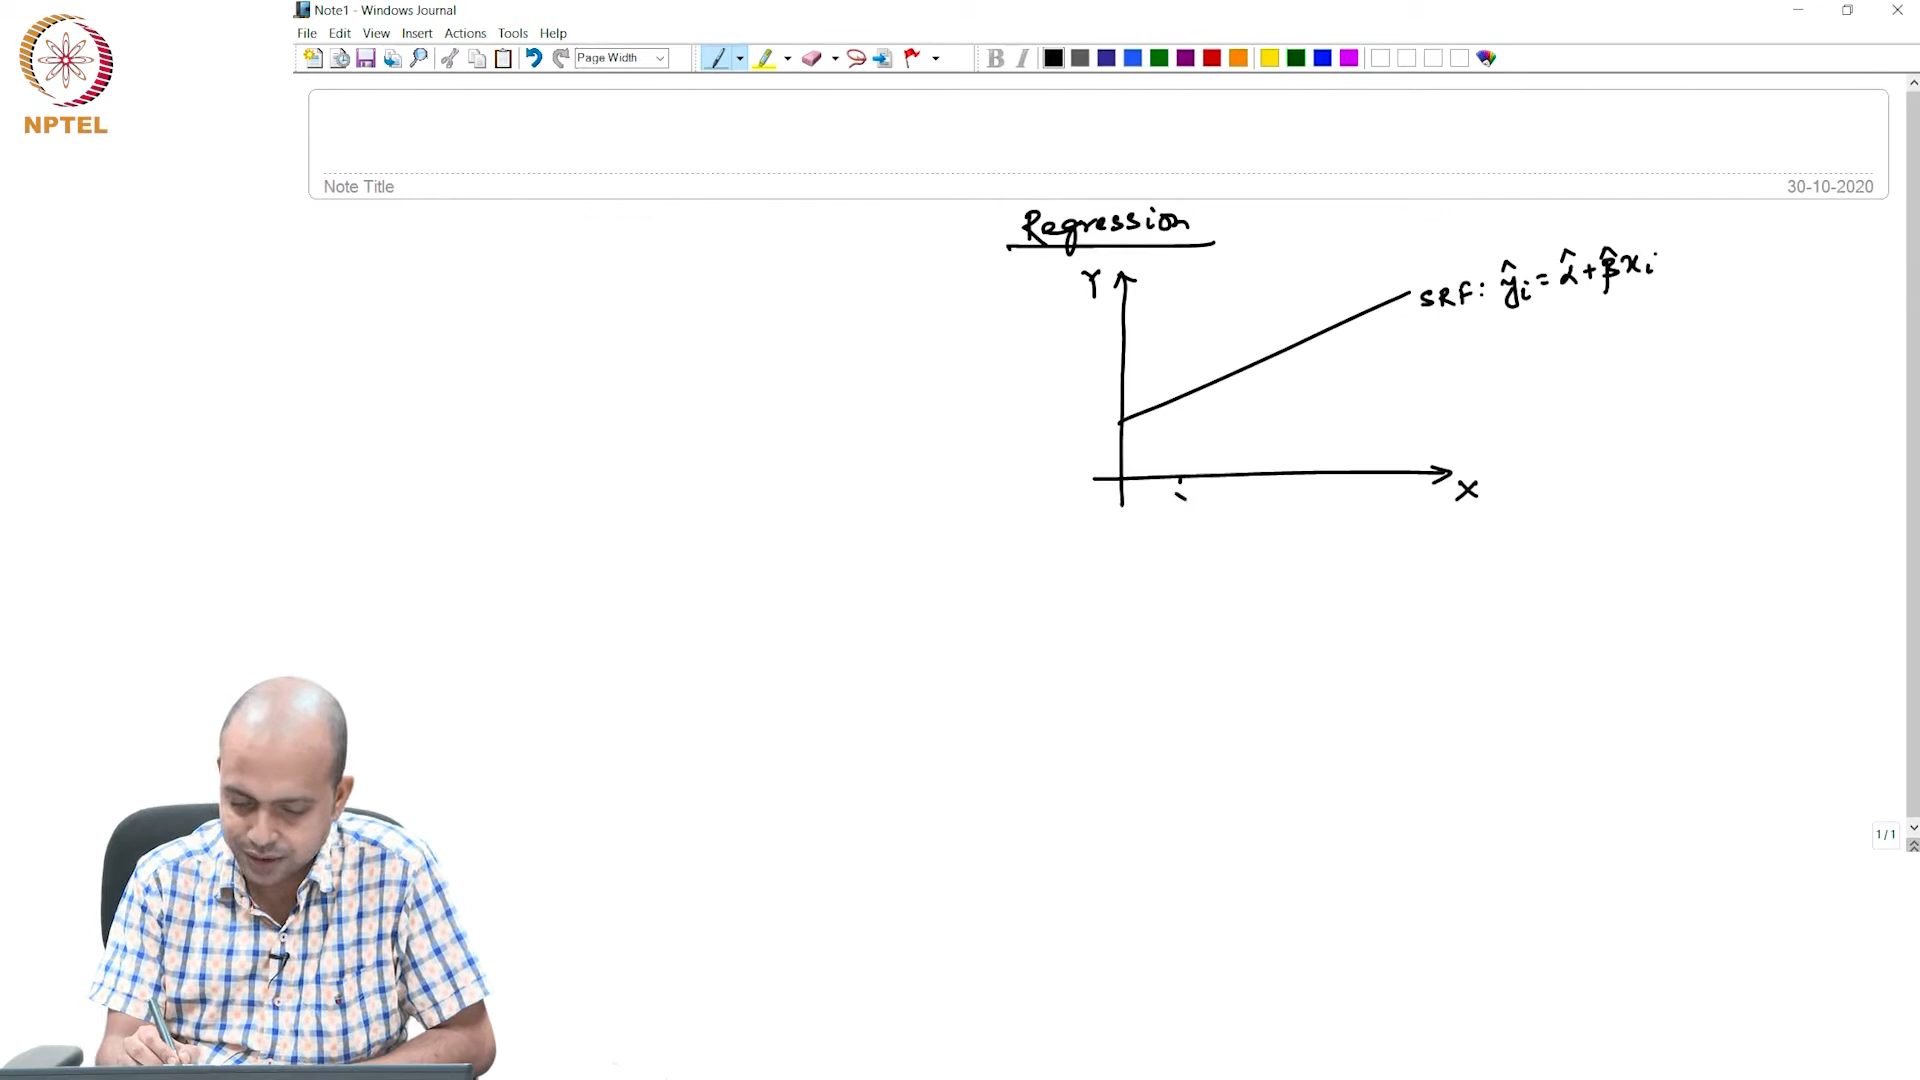 Note1 - Windows Journal
File Edit View Insert Actions Tools Help
Page Width
B I
NPTEL
Note Title
30-10-2020
Regression
Y
SRF: ŷᵢ = α̂ + β̂xᵢ
X
1/1